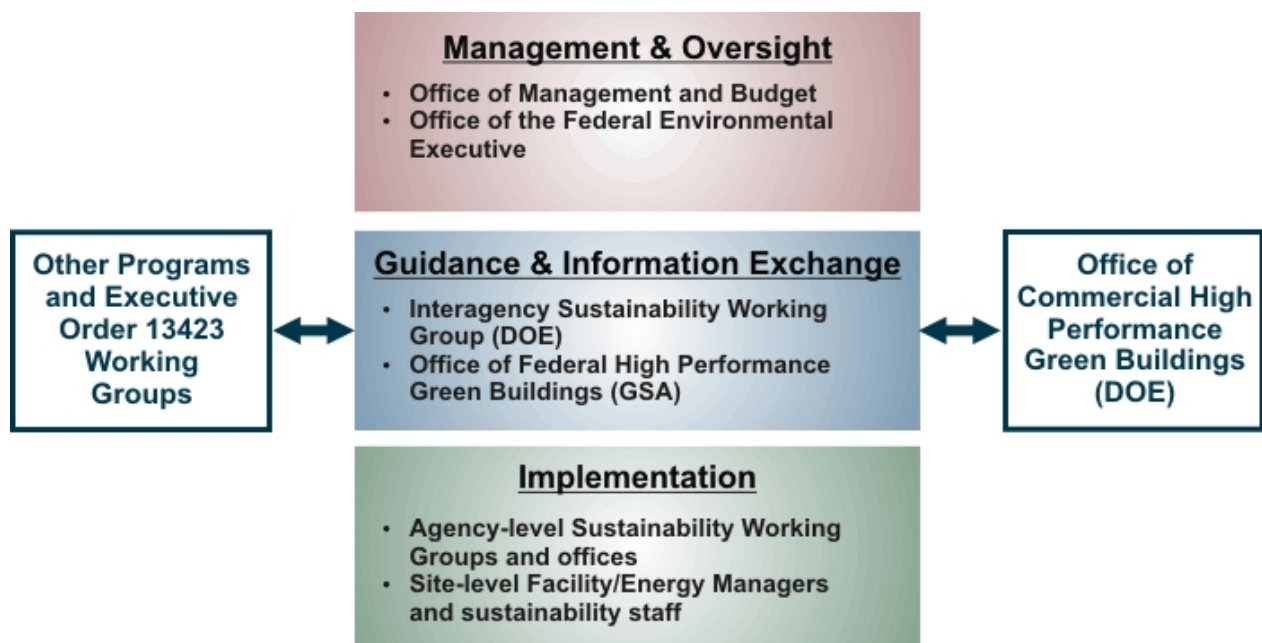 Management & Oversight
• Office of Management and Budget
• Office of the Federal Environmental
Executive
Other Programs
and Executive
Order 13423
Working
Groups
Guidance & Information Exchange
• Interagency Sustainability Working
Group (DOE)
• Office of Federal High Performance
Green Buildings (GSA)
Office of
Commercial High
Performance
Green Buildings
(DOE)
Implementation
• Agency-level Sustainability Working
Groups and offices
• Site-level Facility/Energy Managers
and sustainability staff